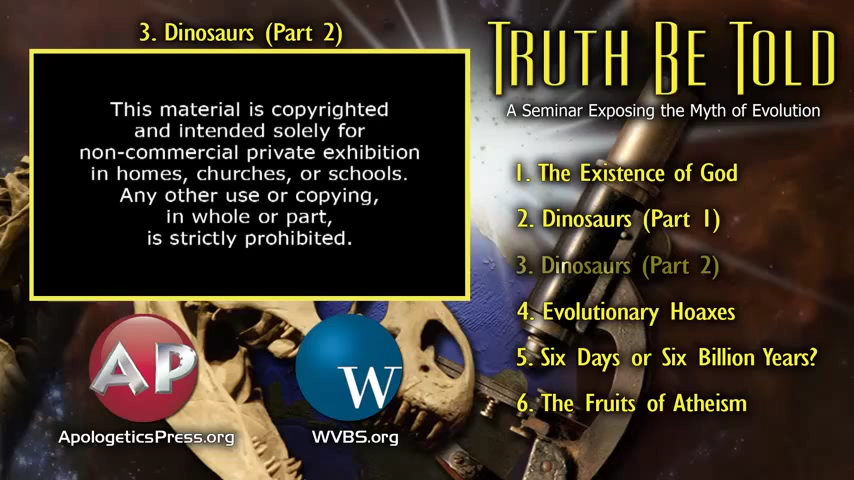 3. Dinosaurs (Part 2)
This material is copyrighted
and intended solely for
non-commercial private exhibition
in homes, churches, or schools.
Any other use or copying,
in whole or part,
is strictly prohibited.
AP
ApologeticsPress.org
W
WVBS.org
TRUTH BE TOLD
A Seminar Exposing the Myth of Evolution
1. The Existence of God
2. Dinosaurs (Part 1)
3. Dinosaurs (Part 2)
4. Evolutionary Hoaxes
5. Six Days or Six Billion Years?
6. The Fruits of Atheism